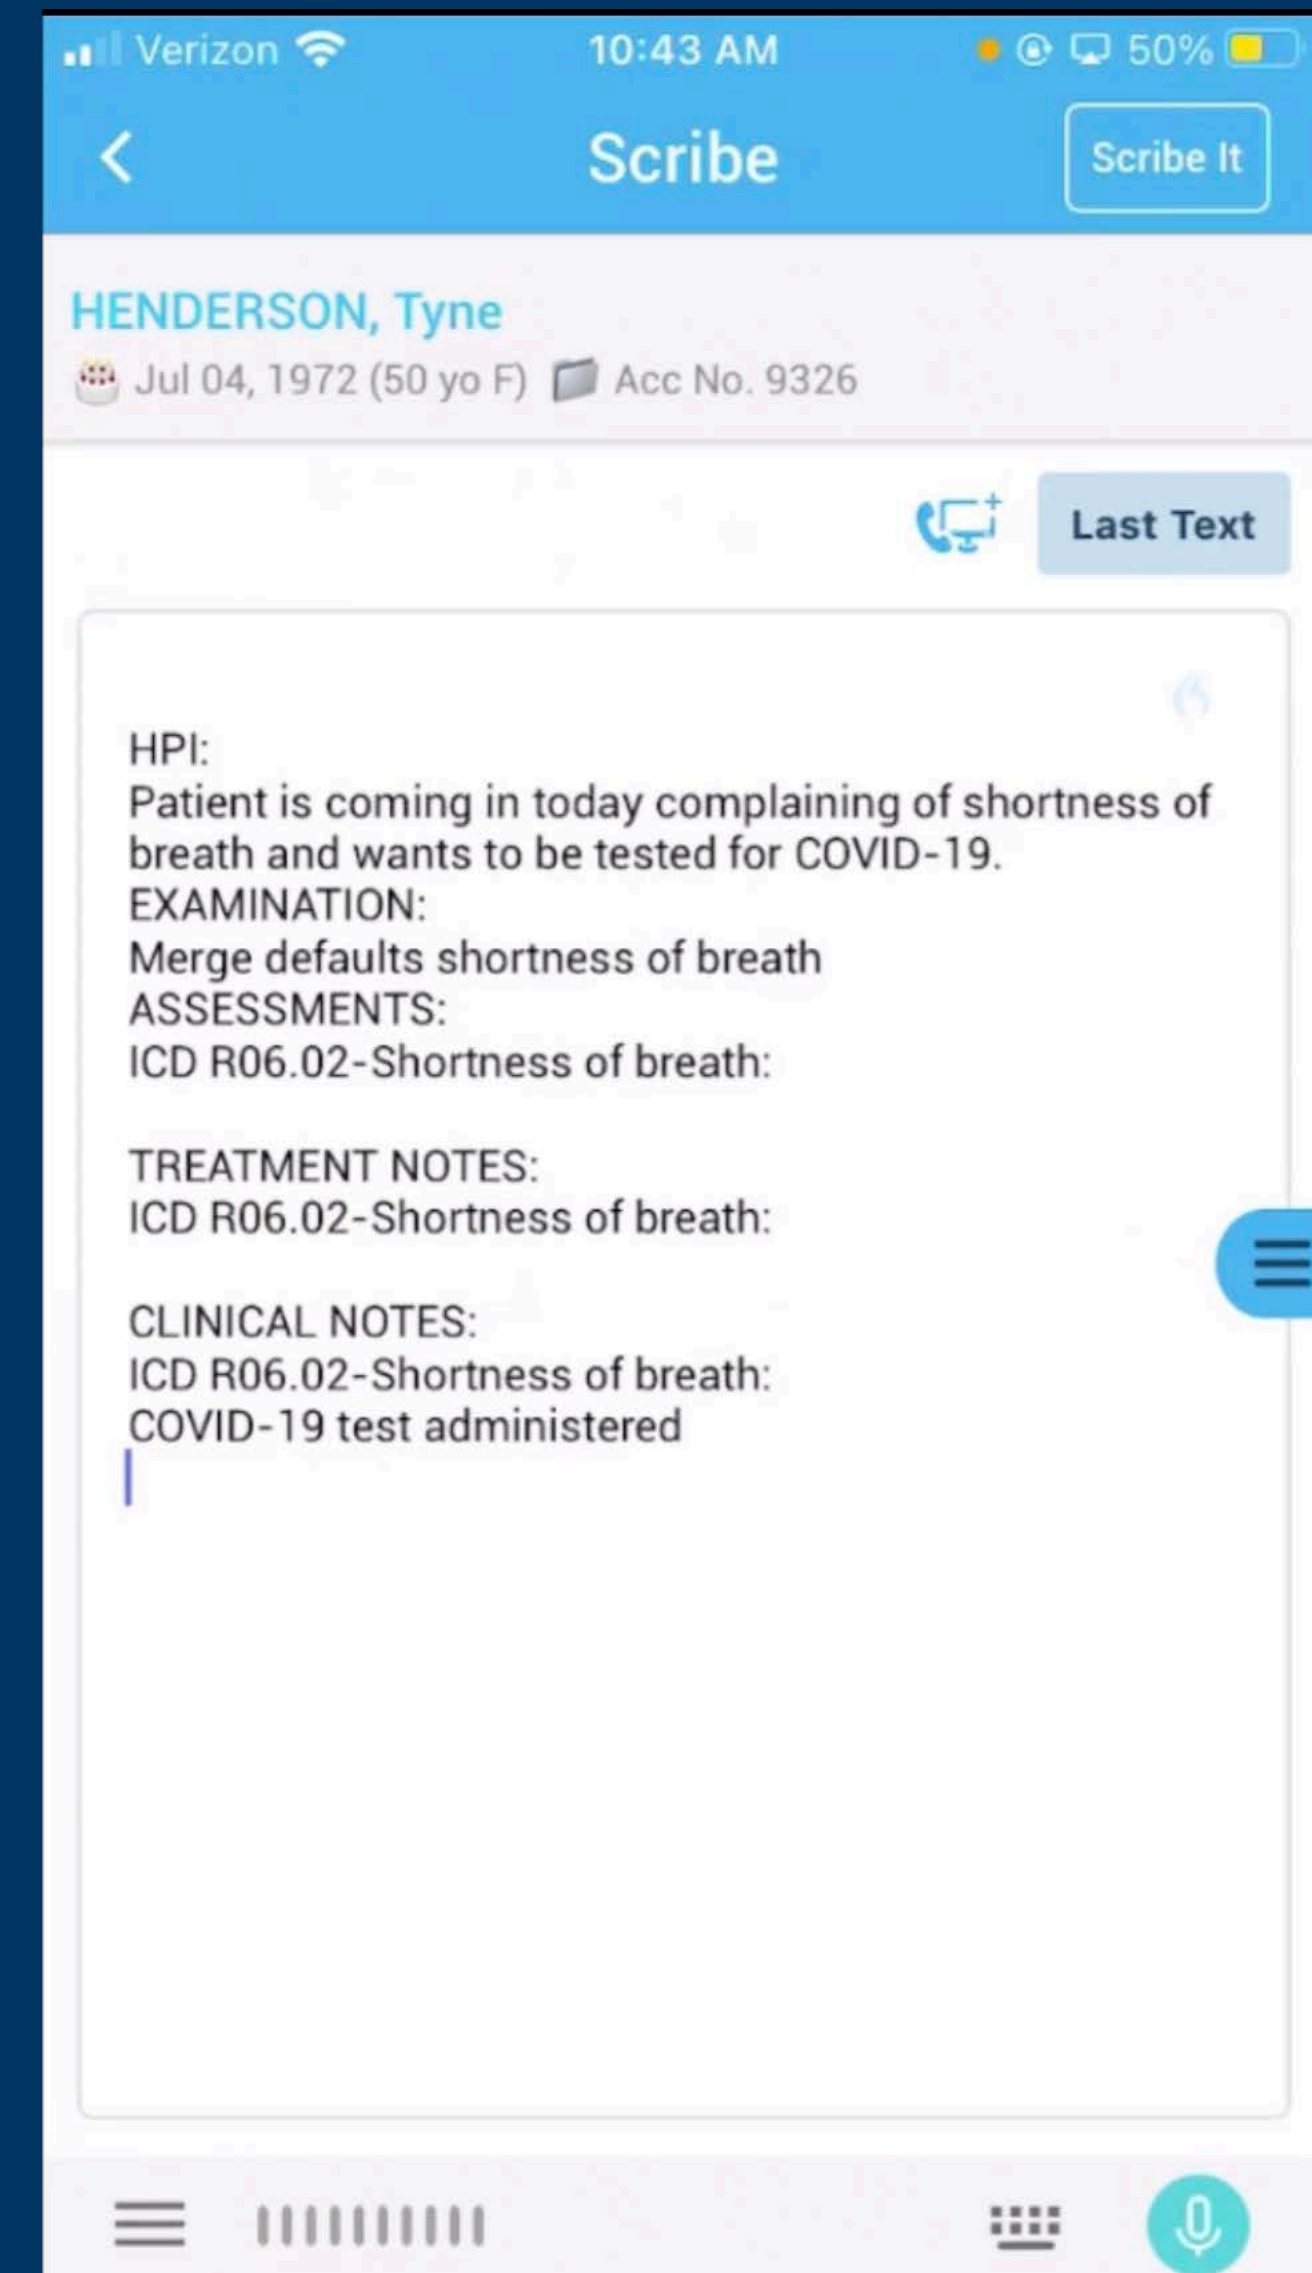 Verizon 10:43 AM 50%
Scribe Scribe It
HENDERSON, Tyne
Jul 04, 1972 (50 yo F) Acc No. 9326
Last Text
HPI:
Patient is coming in today complaining of shortness of
breath and wants to be tested for COVID-19.
EXAMINATION:
Merge defaults shortness of breath
ASSESSMENTS:
ICD R06.02-Shortness of breath:
TREATMENT NOTES:
ICD R06.02-Shortness of breath:
CLINICAL NOTES:
ICD R06.02-Shortness of breath:
COVID-19 test administered